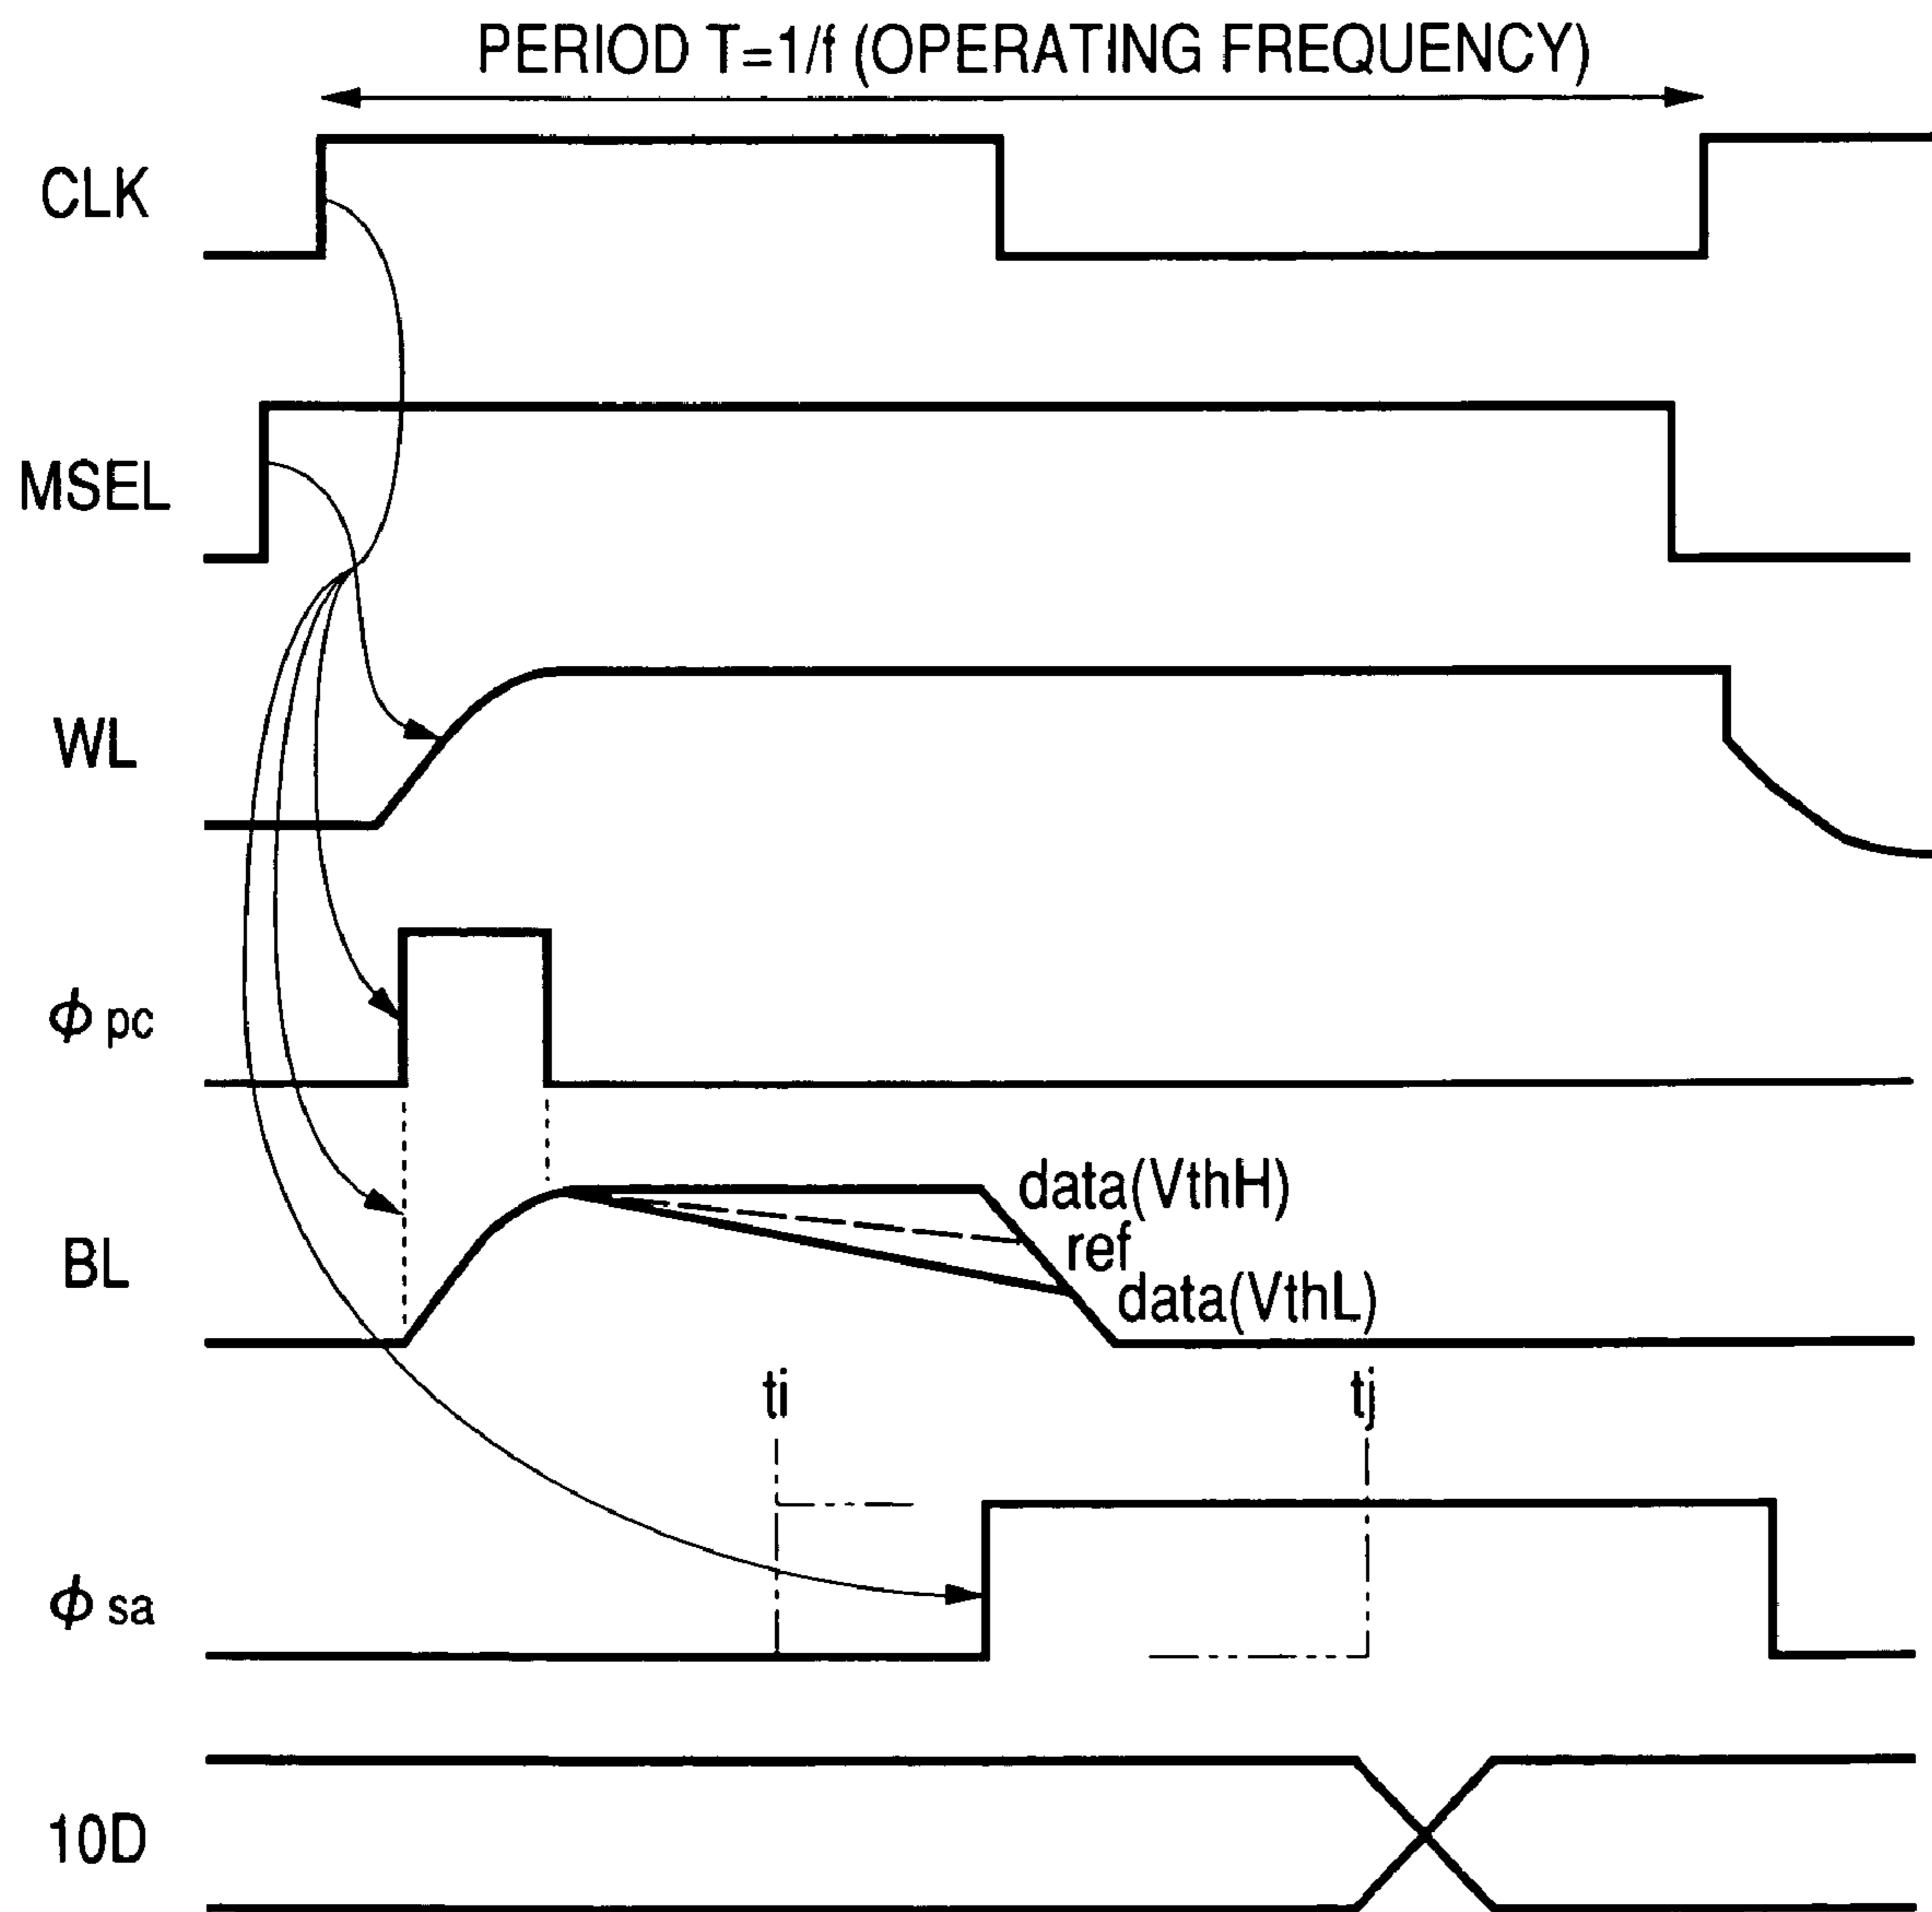 PERIOD T=1/f (OPERATING FREQUENCY)
CLK
MSEL
WL
ϕ pc
data(VthH)
ref
BL
data(VthL)
ti
tj
ϕ sa
10D